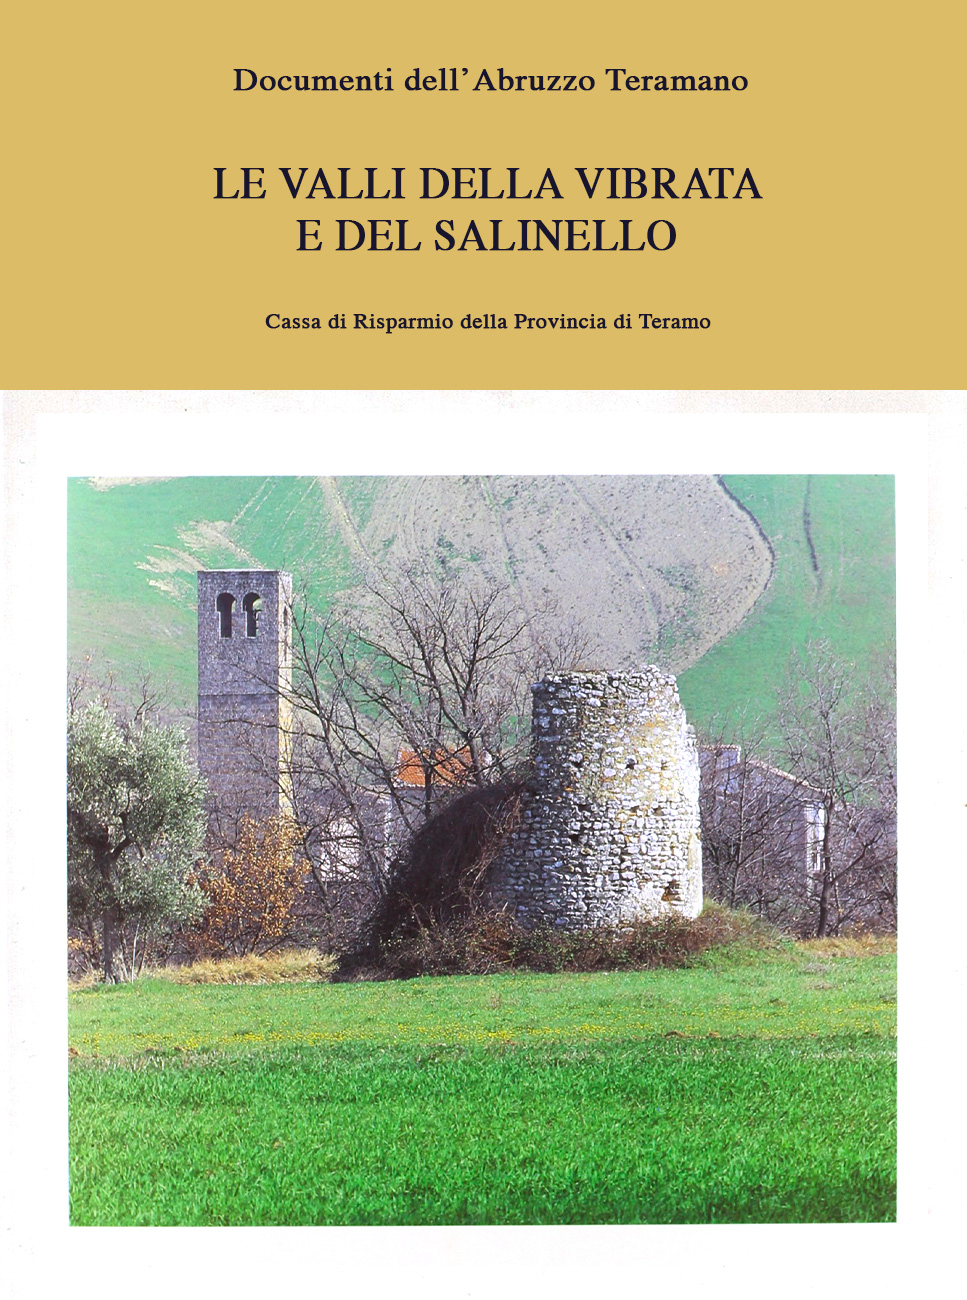 Documenti dell'Abruzzo Teramano
LE VALLI DELLA VIBRATA
E DEL SALINELLO
Cassa di Risparmio della Provincia di Teramo